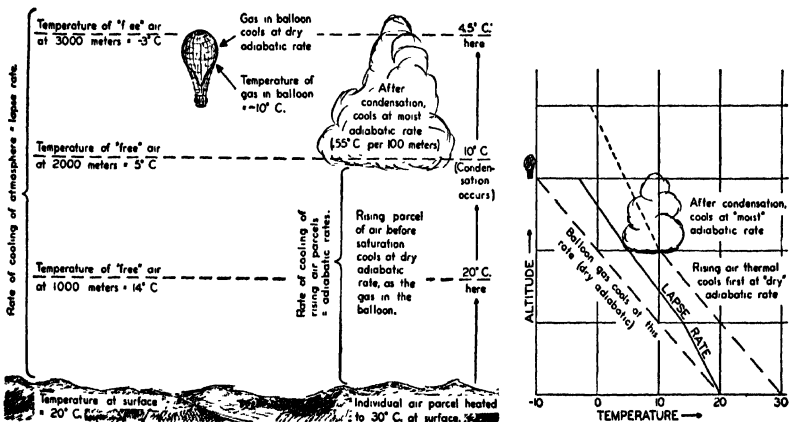 Temperature of "f ee" air
at 3000 meters = -3° C
Gas in balloon
cools at dry
adiabatic rate
Temperature of
gas in balloon
=-10° C.
4.5° C.
here
After
condensation,
cools at moist
adiabatic rate
(.55°C per 100 meters)
Temperature of "free" air
at 2000 meters = 5° C
10° C
(Conden-
sation
occurs)
Rate of cooling of atmosphere = lapse rate.
Rate of cooling of
rising air parcels
= adiabatic rates.
Rising parcel
of air before
saturation
cools at dry
adiabatic
rate, as the
gas in the
balloon.
Temperature of "free" air
at 1000 meters = 14° C
20° C.
here
Temperature at surface
= 20° C.
Individual air parcel heated
to 30° C. at surface.
ALTITUDE
After condensation,
cools at "moist"
adiabatic rate
Balloon gas cools at this
rate (dry adiabatic)
LAPSE RATE
Rising air thermal
cools first at "dry"
adiabatic rate
-10 0 10 20 30
TEMPERATURE